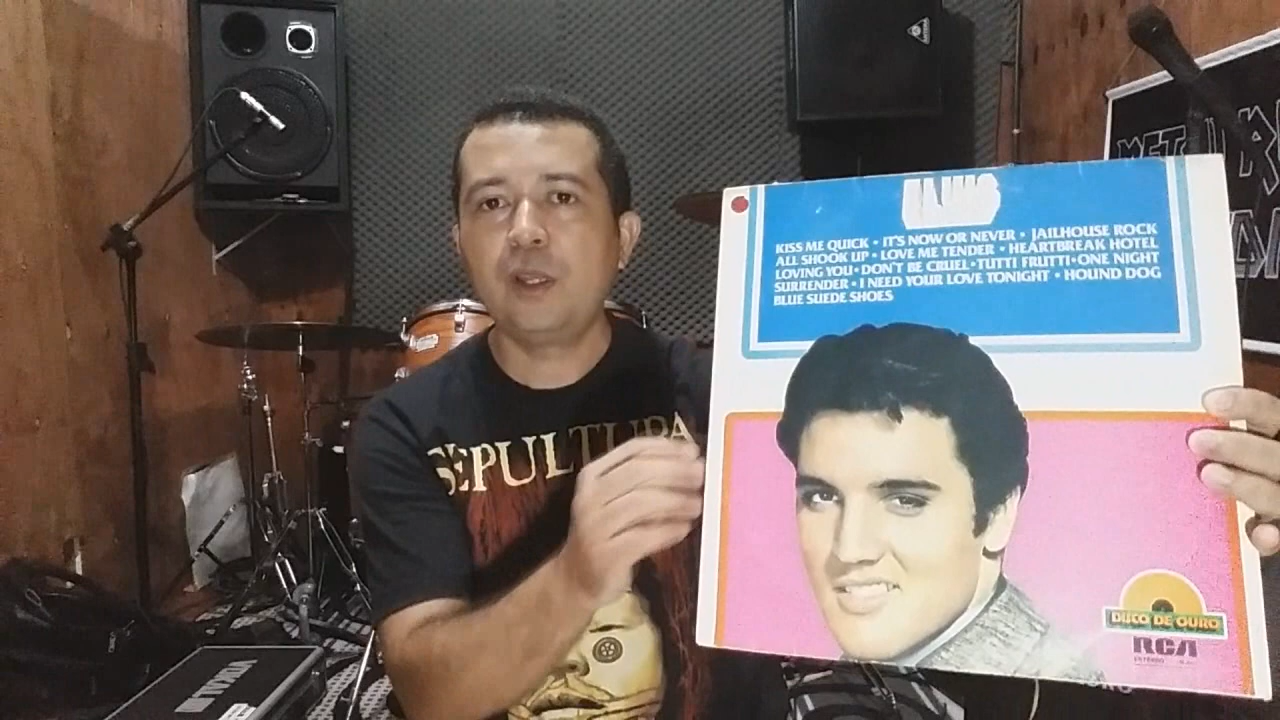 ELVIS
KISS ME QUICK • IT'S NOW OR NEVER • JAILHOUSE ROCK
ALL SHOOK UP • LOVE ME TENDER • HEARTBREAK HOTEL
LOVING YOU • DON'T BE CRUEL • TUTTI FRUTTI • ONE NIGHT
SURRENDER • I NEED YOUR LOVE TONIGHT • HOUND DOG
BLUE SUEDE SHOES
DISCO DE OURO
RCA
ESTÉREO
SEPULTURA